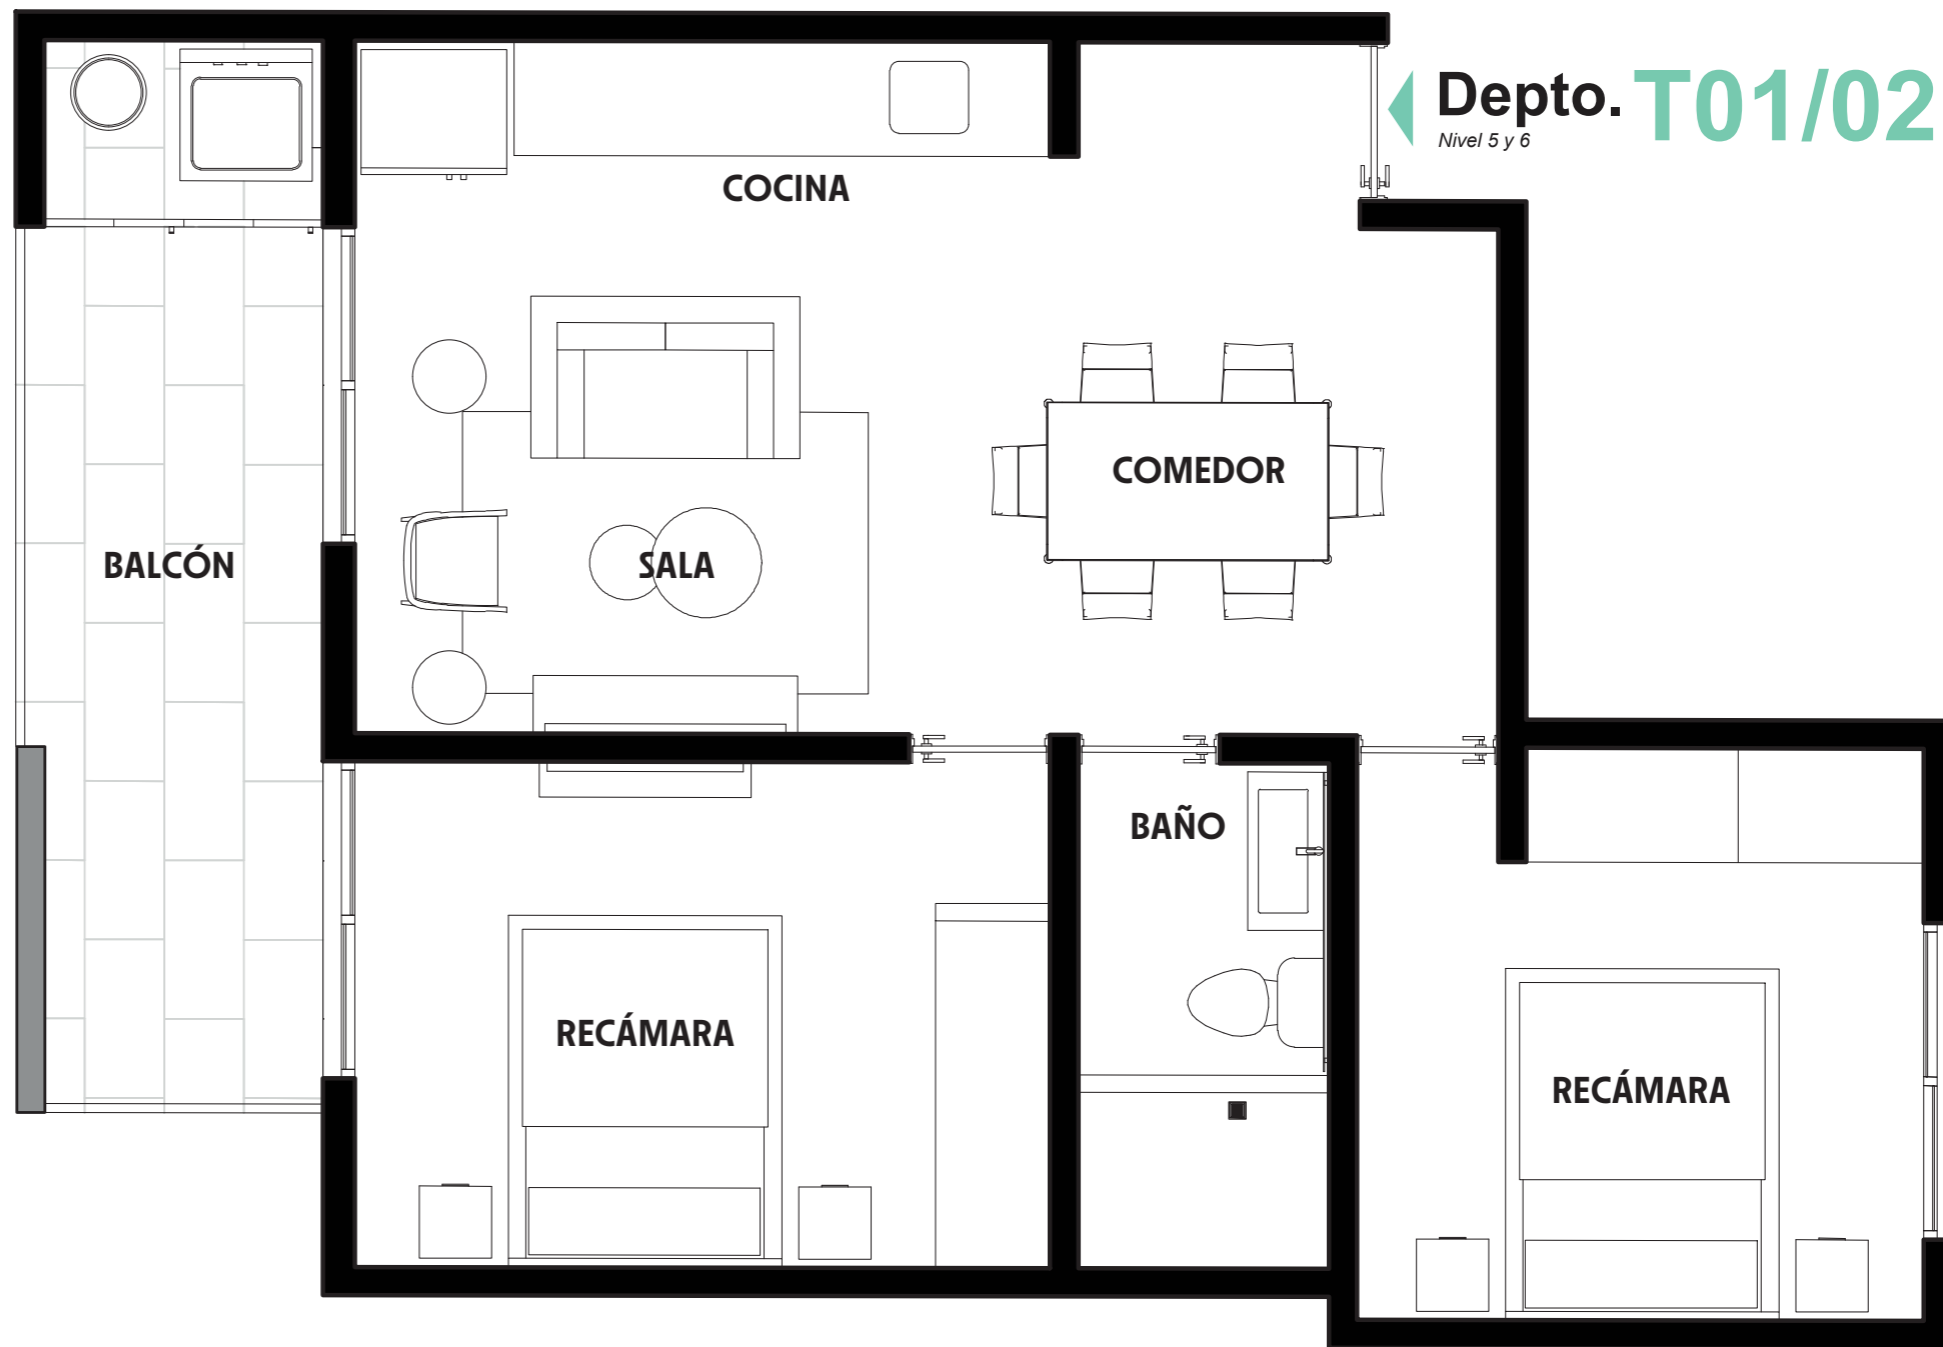 Depto. T01/02
Nivel 5 y 6
COCINA
COMEDOR
BALCÓN
SALA
BAÑO
RECÁMARA
RECÁMARA